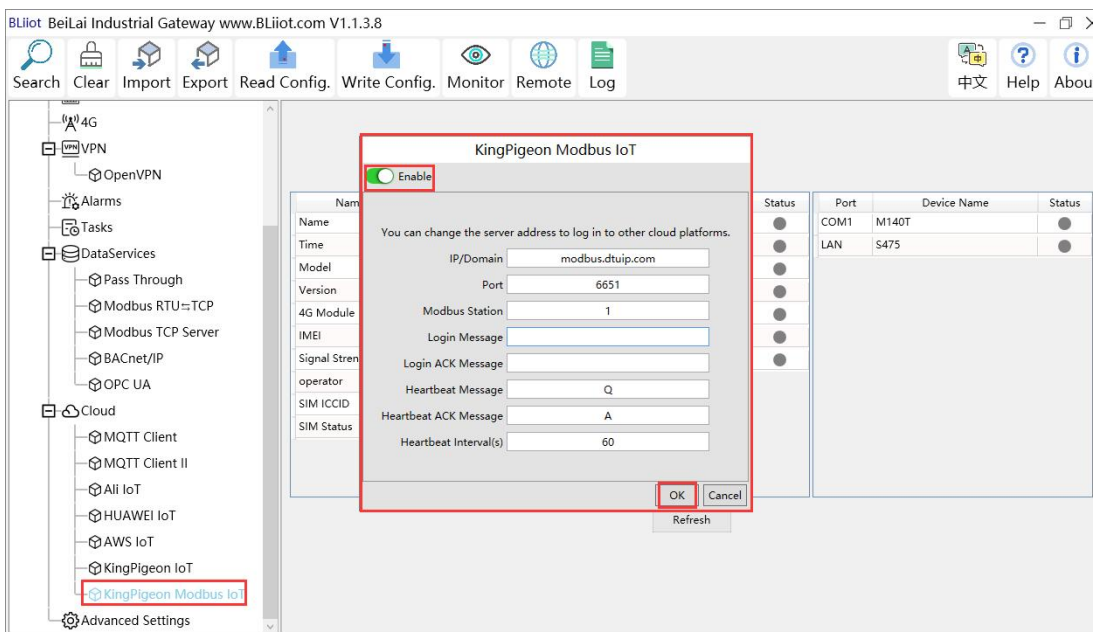 BLiiot BeiLai Industrial Gateway www.BLiiot.com V1.1.3.8
Search Clear Import Export Read Config. Write Config. Monitor Remote Log 中文 Help Abou
4G
VPN VPN
OpenVPN
Alarms
Tasks
DataServices
Pass Through
Modbus RTU⇆TCP
Modbus TCP Server
BACnet/IP
OPC UA
Cloud
MQTT Client
MQTT Client II
Ali IoT
HUAWEI IoT
AWS IoT
KingPigeon IoT
KingPigeon Modbus IoT
Advanced Settings
Nam
Name
Time
Model
Version
4G Module
IMEI
Signal Stren
operator
SIM ICCID
SIM Status
KingPigeon Modbus IoT
Enable
You can change the server address to log in to other cloud platforms.
IP/Domain modbus.dtuip.com
Port 6651
Modbus Station 1
Login Message
Login ACK Message
Heartbeat Message Q
Heartbeat ACK Message A
Heartbeat Interval(s) 60
OK Cancel
Refresh
Status
Port Device Name Status
COM1 M140T
LAN S475